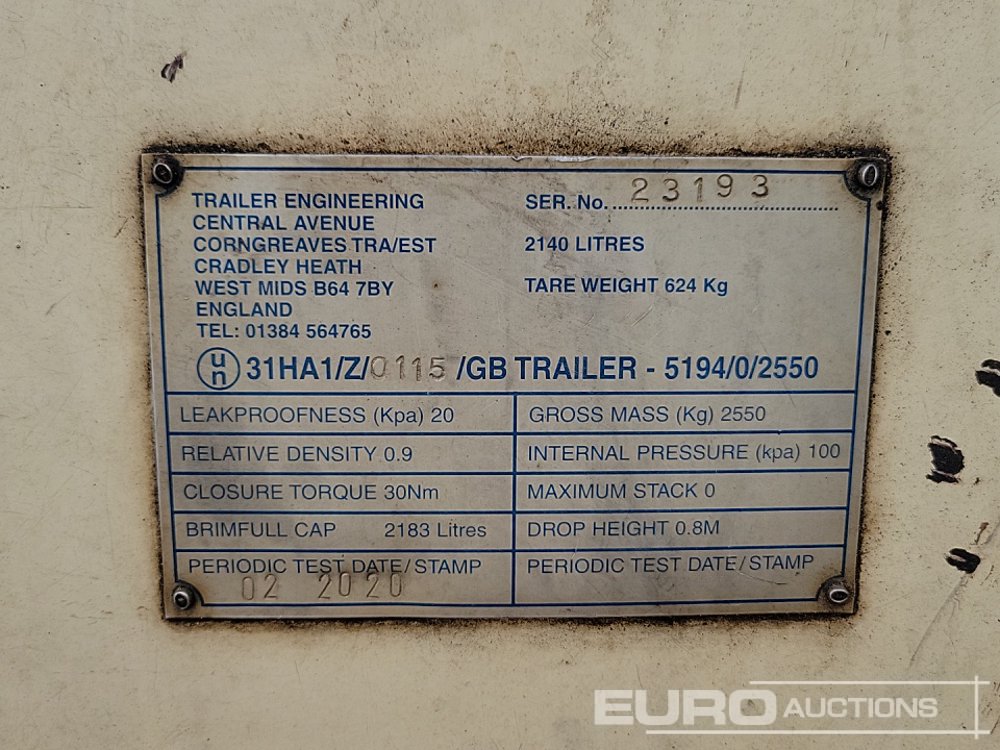 TRAILER ENGINEERING
CENTRAL AVENUE
CORNGREAVES TRA/EST
CRADLEY HEATH
WEST MIDS B64 7BY
ENGLAND
TEL: 01384 564765
SER. No. 23193
2140 LITRES
TARE WEIGHT 624 Kg
un 31HA1/Z/0115/GB TRAILER - 5194/0/2550
LEAKPROOFNESS (Kpa) 20
GROSS MASS (Kg) 2550
RELATIVE DENSITY 0.9
INTERNAL PRESSURE (kpa) 100
CLOSURE TORQUE 30Nm
MAXIMUM STACK 0
BRIMFULL CAP 2183 Litres
DROP HEIGHT 0.8M
PERIODIC TEST DATE/STAMP
02 2020
PERIODIC TEST DATE/STAMP
EURO AUCTIONS